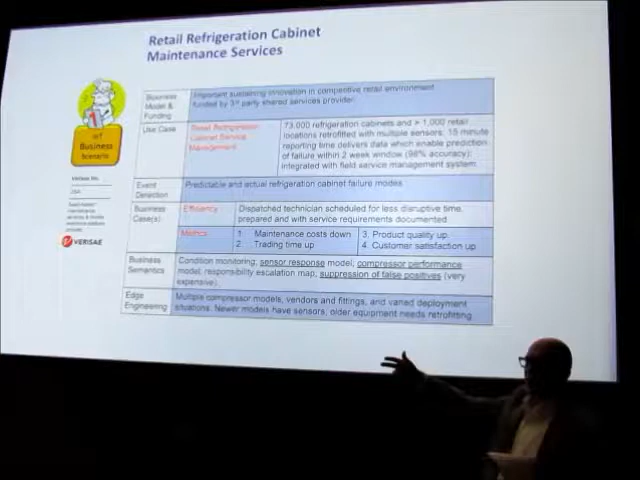 Retail Refrigeration Cabinet
Maintenance Services
1
IoT
Business
Scenario
Verisae Inc.
USA
VERISAE
Business
Model &
Funding
Important sustaining innovation in competitive retail environment
funded by 3rd party shared services provider.
Use Case
Retail Refrigeration
Cabinet Service
Management
73,000 refrigeration cabinets and > 1,000 retail
locations retrofitted with multiple sensors; 15 minute
reporting time delivers data which enable prediction
of failure within 2 week window (98% accuracy);
integrated with field service management system
Event
Detection
Predictable and actual refrigeration cabinet failure modes
Business
Case(s)
Efficiency
Dispatched technician scheduled for less disruptive time,
prepared and with service requirements documented
Metrics
1 Maintenance costs down
2 Trading time up
3. Product quality up
4. Customer satisfaction up
Business
Semantics
Condition monitoring; sensor response model; compressor performance
model; responsibility escalation map; suppression of false positives (very
expensive).
Edge
Engineering
Multiple compressor models, vendors and fittings, and varied deployment
situations. Newer models have sensors, older equipment needs retrofitting.